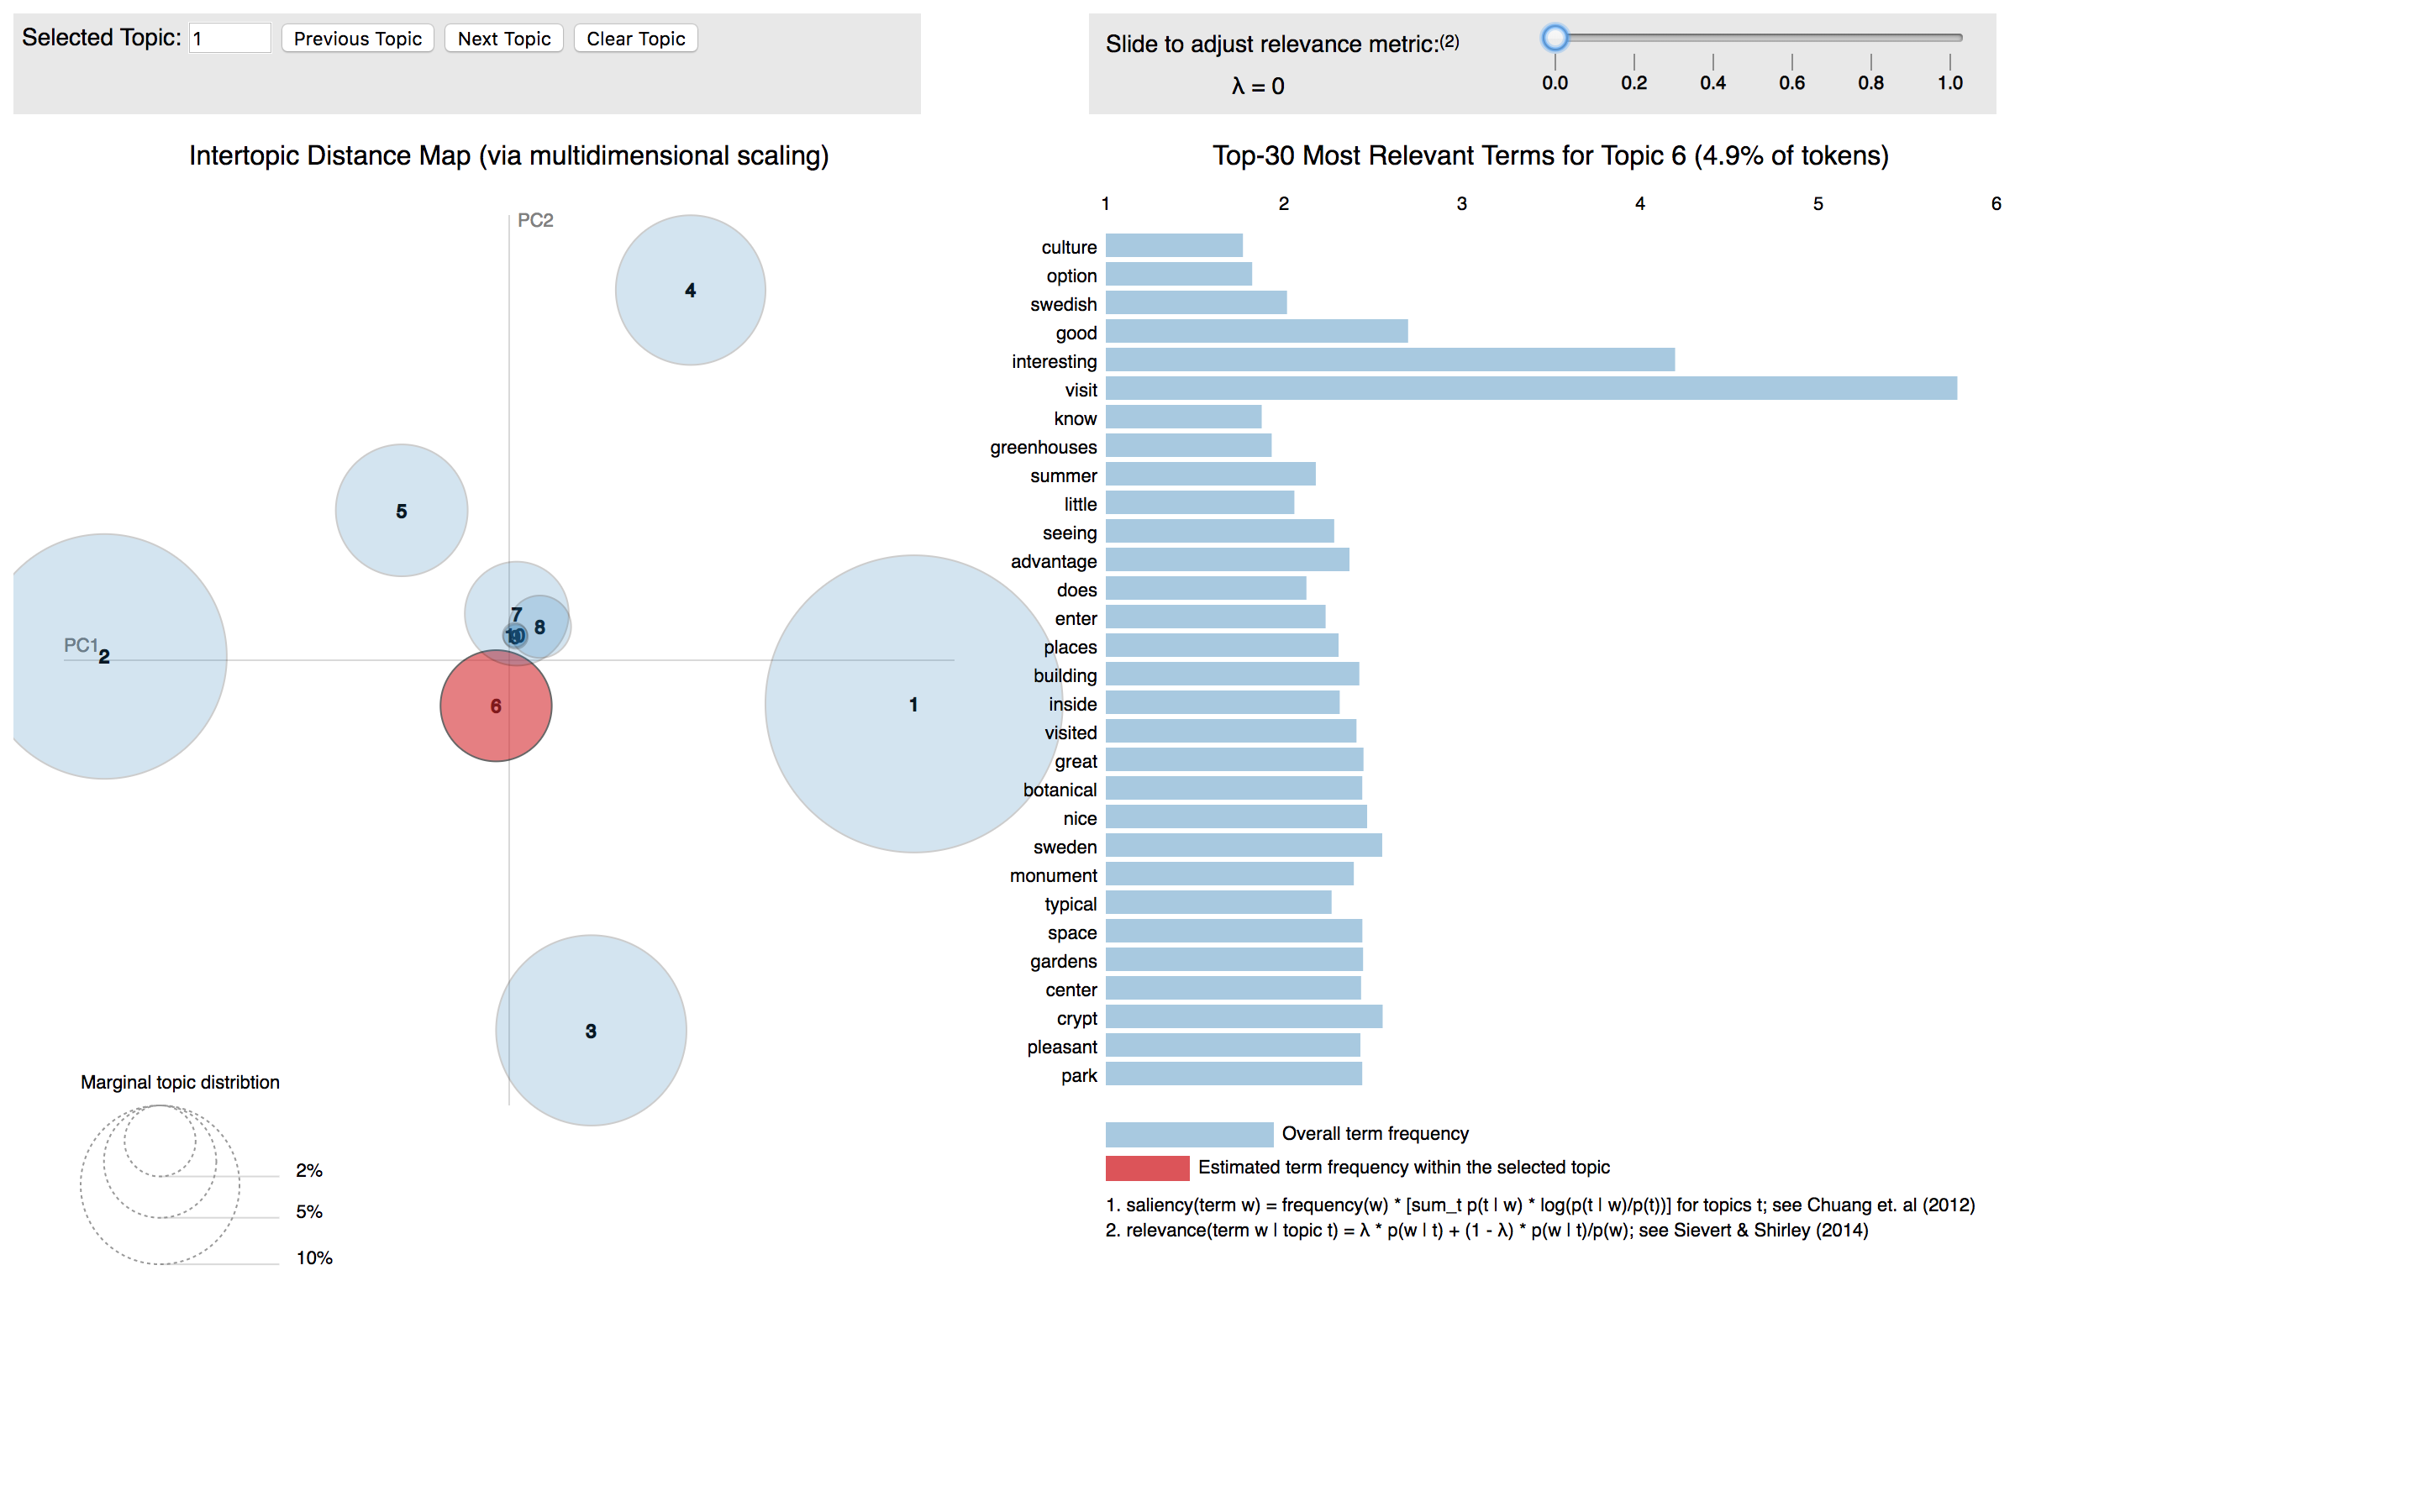 Selected Topic: 1 Previous Topic Next Topic Clear Topic
Slide to adjust relevance metric:(2)
λ = 0
0.0 0.2 0.4 0.6 0.8 1.0
Intertopic Distance Map (via multidimensional scaling)
PC2
4
5
7
8
10
PC1
2
6
1
3
Marginal topic distribtion
2%
5%
10%
Top-30 Most Relevant Terms for Topic 6 (4.9% of tokens)
1 2 3 4 5 6
culture
option
swedish
good
interesting
visit
know
greenhouses
summer
little
seeing
advantage
does
enter
places
building
inside
visited
great
botanical
nice
sweden
monument
typical
space
gardens
center
crypt
pleasant
park
Overall term frequency
Estimated term frequency within the selected topic
1. saliency(term w) = frequency(w) * [sum_t p(t | w) * log(p(t | w)/p(t))] for topics t; see Chuang et. al (2012)
2. relevance(term w | topic t) = λ * p(w | t) + (1 - λ) * p(w | t)/p(w); see Sievert & Shirley (2014)